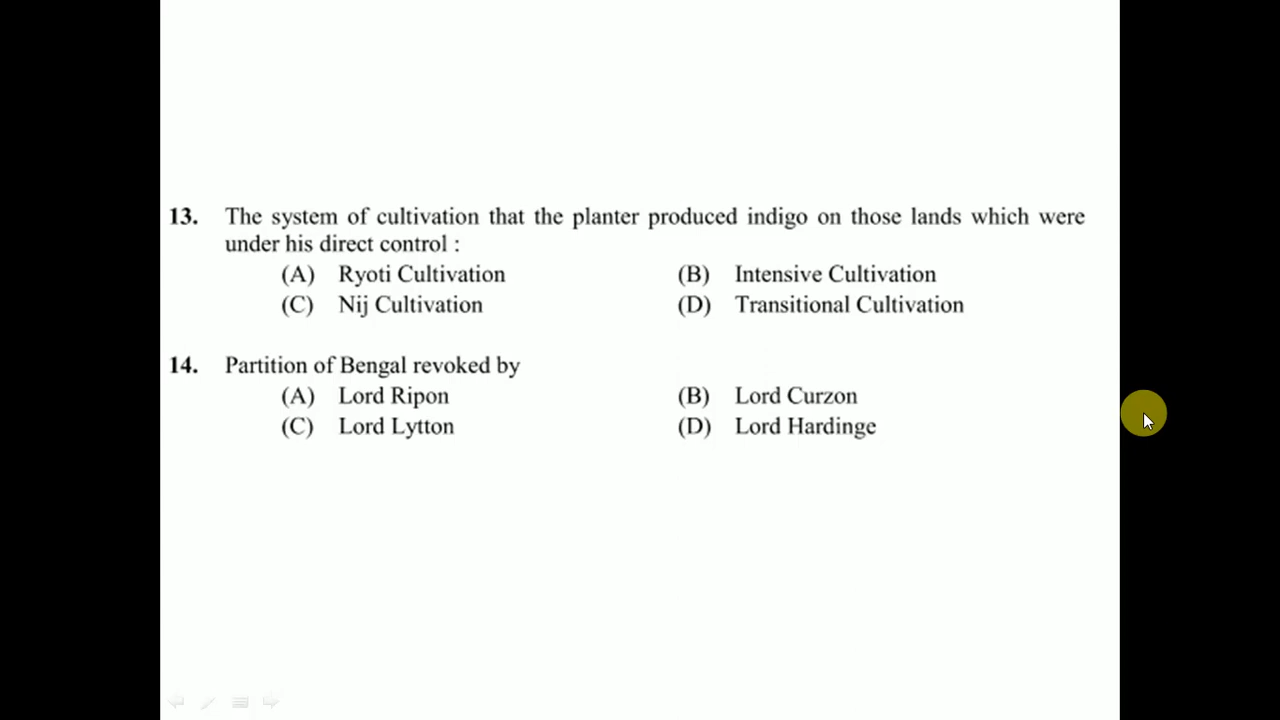 13. The system of cultivation that the planter produced indigo on those lands which were
under his direct control :
(A) Ryoti Cultivation (B) Intensive Cultivation
(C) Nij Cultivation (D) Transitional Cultivation
14. Partition of Bengal revoked by
(A) Lord Ripon (B) Lord Curzon
(C) Lord Lytton (D) Lord Hardinge